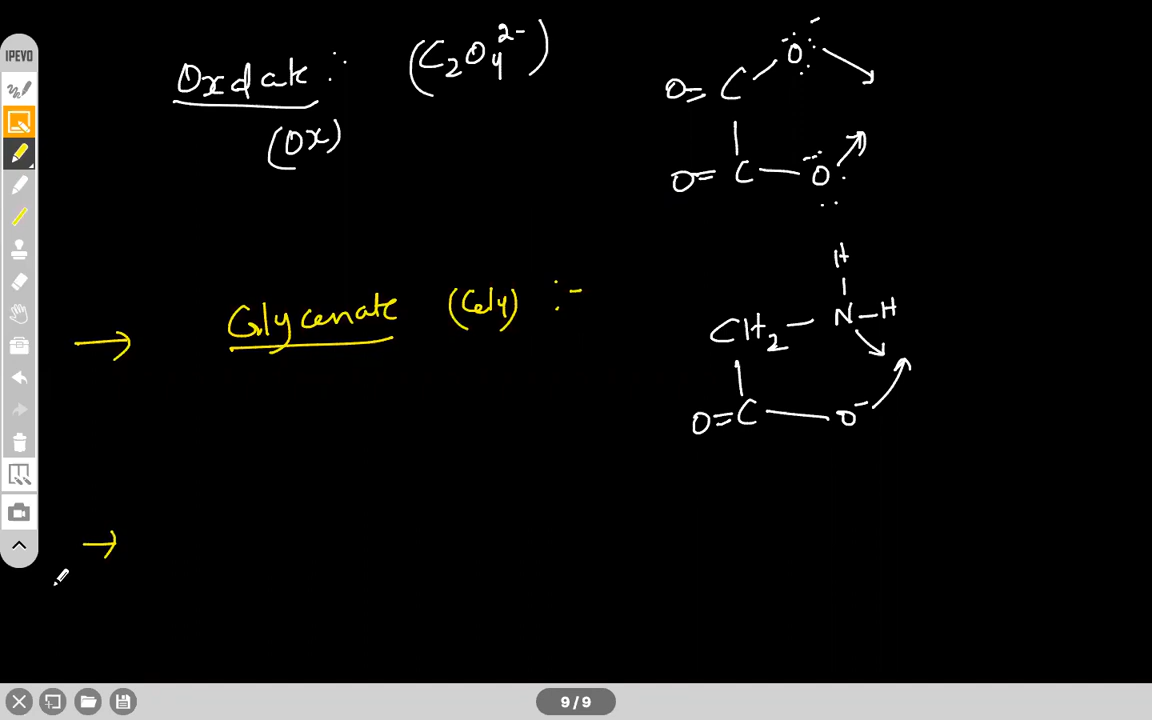 IPEVO
Oxalate :- (C2O4 2-)
(OX)
O = C - O -
O = C - O -
Glycenate (Gly) :-
H
CH2 - N - H
O = C - O -
9 / 9